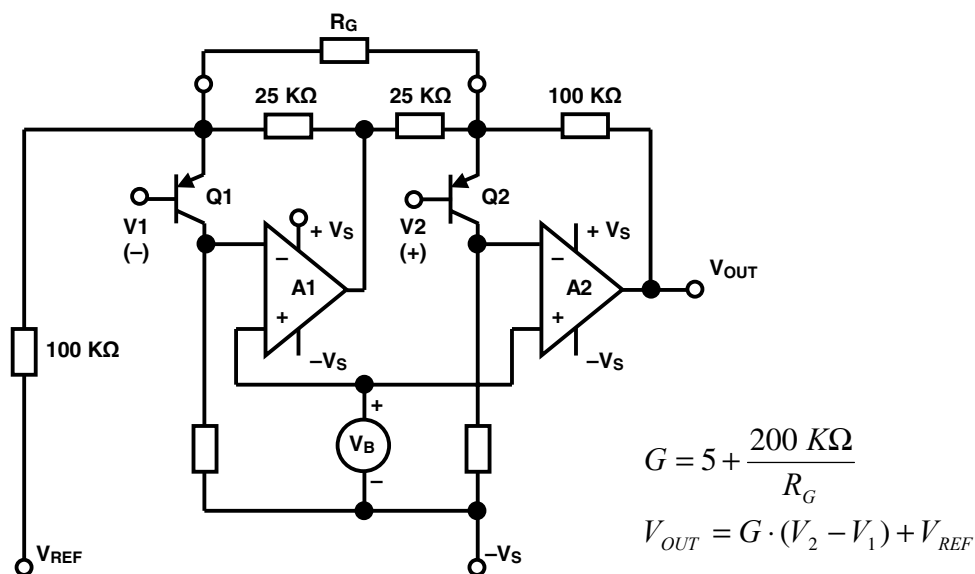 R_G
25 KΩ 25 KΩ 100 KΩ
Q1 Q2
V1
(–)
V2
(+)
+ V_S + V_S
– –
A1 A2
+ +
V_OUT
–V_S –V_S
100 KΩ
+
V_B
–
V_REF –V_S
G = 5 + 200 KΩ / R_G
V_OUT = G · (V_2 – V_1) + V_REF